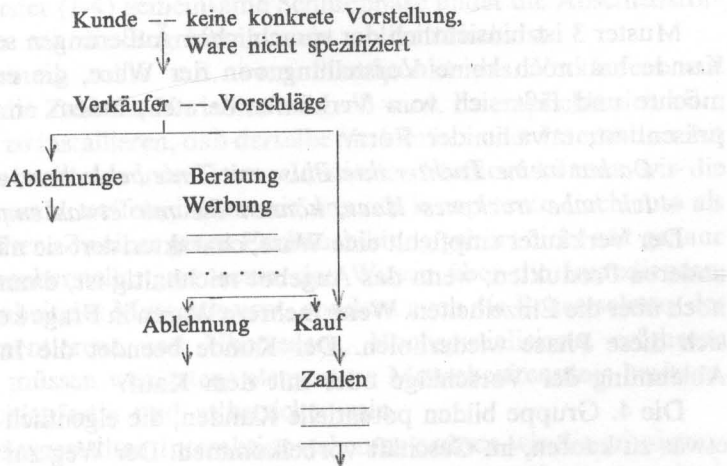 Kunde — keine konkrete Vorstellung,
Ware nicht spezifiziert
Verkäufer — Vorschläge
Ablehnunge Beratung
Werbung
Ablehnung Kauf
Zahlen